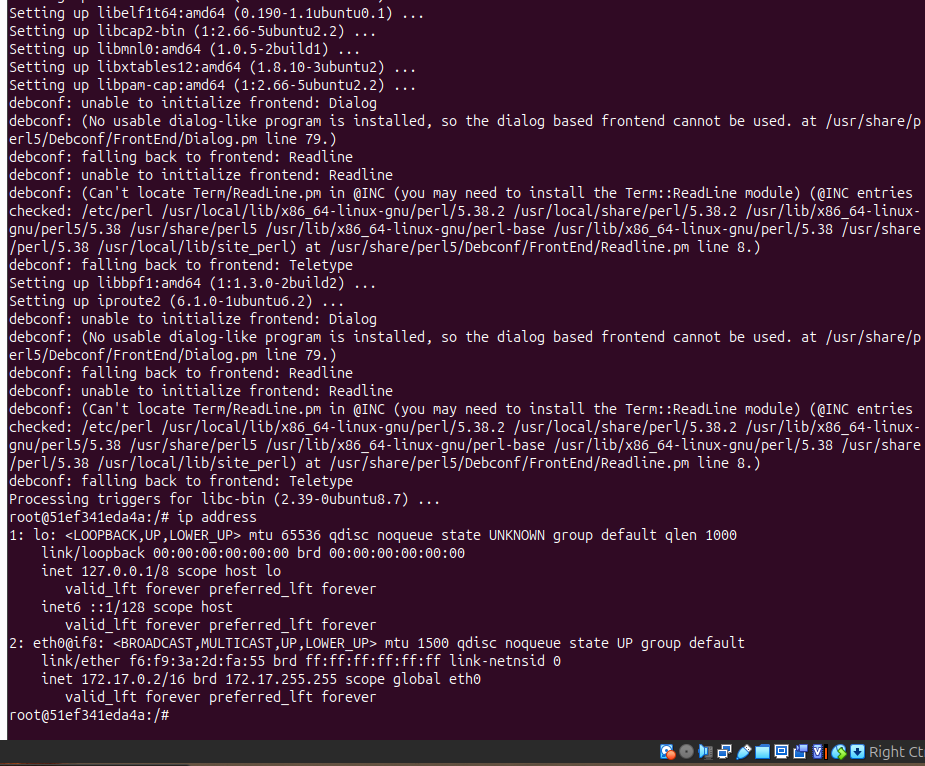 Setting up libelf1t64:amd64 (0.190-1.1ubuntu0.1) ...
Setting up libcap2-bin (1:2.66-5ubuntu2.2) ...
Setting up libmnl0:amd64 (1.0.5-2build1) ...
Setting up libxtables12:amd64 (1.8.10-3ubuntu2) ...
Setting up libpam-cap:amd64 (1:2.66-5ubuntu2.2) ...
debconf: unable to initialize frontend: Dialog
debconf: (No usable dialog-like program is installed, so the dialog based frontend cannot be used. at /usr/share/p
erl5/Debconf/FrontEnd/Dialog.pm line 79.)
debconf: falling back to frontend: Readline
debconf: unable to initialize frontend: Readline
debconf: (Can't locate Term/ReadLine.pm in @INC (you may need to install the Term::ReadLine module) (@INC entries
checked: /etc/perl /usr/local/lib/x86_64-linux-gnu/perl/5.38.2 /usr/local/share/perl/5.38.2 /usr/lib/x86_64-linux-
gnu/perl5/5.38 /usr/share/perl5 /usr/lib/x86_64-linux-gnu/perl-base /usr/lib/x86_64-linux-gnu/perl/5.38 /usr/share
/perl/5.38 /usr/local/lib/site_perl) at /usr/share/perl5/Debconf/FrontEnd/Readline.pm line 8.)
debconf: falling back to frontend: Teletype
Setting up libbpf1:amd64 (1:1.3.0-2build2) ...
Setting up iproute2 (6.1.0-1ubuntu6.2) ...
debconf: unable to initialize frontend: Dialog
debconf: (No usable dialog-like program is installed, so the dialog based frontend cannot be used. at /usr/share/p
erl5/Debconf/FrontEnd/Dialog.pm line 79.)
debconf: falling back to frontend: Readline
debconf: unable to initialize frontend: Readline
debconf: (Can't locate Term/ReadLine.pm in @INC (you may need to install the Term::ReadLine module) (@INC entries
checked: /etc/perl /usr/local/lib/x86_64-linux-gnu/perl/5.38.2 /usr/local/share/perl/5.38.2 /usr/lib/x86_64-linux-
gnu/perl5/5.38 /usr/share/perl5 /usr/lib/x86_64-linux-gnu/perl-base /usr/lib/x86_64-linux-gnu/perl/5.38 /usr/share
/perl/5.38 /usr/local/lib/site_perl) at /usr/share/perl5/Debconf/FrontEnd/Readline.pm line 8.)
debconf: falling back to frontend: Teletype
Processing triggers for libc-bin (2.39-0ubuntu8.7) ...
root@51ef341eda4a:/# ip address
1: lo: <LOOPBACK,UP,LOWER_UP> mtu 65536 qdisc noqueue state UNKNOWN group default qlen 1000
    link/loopback 00:00:00:00:00:00 brd 00:00:00:00:00:00
    inet 127.0.0.1/8 scope host lo
       valid_lft forever preferred_lft forever
    inet6 ::1/128 scope host
       valid_lft forever preferred_lft forever
2: eth0@if8: <BROADCAST,MULTICAST,UP,LOWER_UP> mtu 1500 qdisc noqueue state UP group default
    link/ether f6:f9:3a:2d:fa:55 brd ff:ff:ff:ff:ff:ff link-netnsid 0
    inet 172.17.0.2/16 brd 172.17.255.255 scope global eth0
       valid_lft forever preferred_lft forever
root@51ef341eda4a:/#
Right Ct